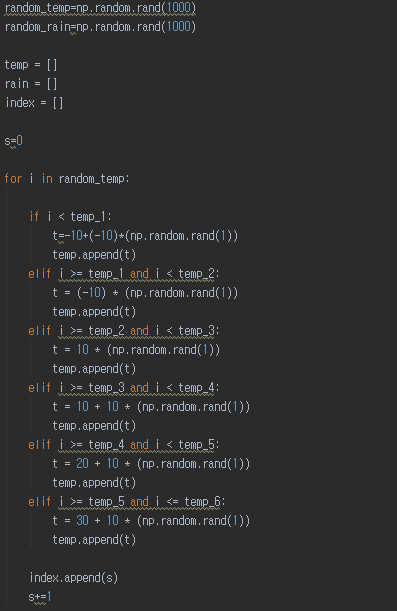 random_temp=np.random.rand(1000)
random_rain=np.random.rand(1000)
temp = []
rain = []
index = []
s=0
for i in random_temp:
if i < temp_1:
t=-10+(-10)*(np.random.rand(1))
temp.append(t)
elif i >= temp_1 and i < temp_2:
t = (-10) * (np.random.rand(1))
temp.append(t)
elif i >= temp_2 and i < temp_3:
t = 10 * (np.random.rand(1))
temp.append(t)
elif i >= temp_3 and i < temp_4:
t = 10 + 10 * (np.random.rand(1))
temp.append(t)
elif i >= temp_4 and i < temp_5:
t = 20 + 10 * (np.random.rand(1))
temp.append(t)
elif i >= temp_5 and i <= temp_6:
t = 30 + 10 * (np.random.rand(1))
temp.append(t)
index.append(s)
s+=1